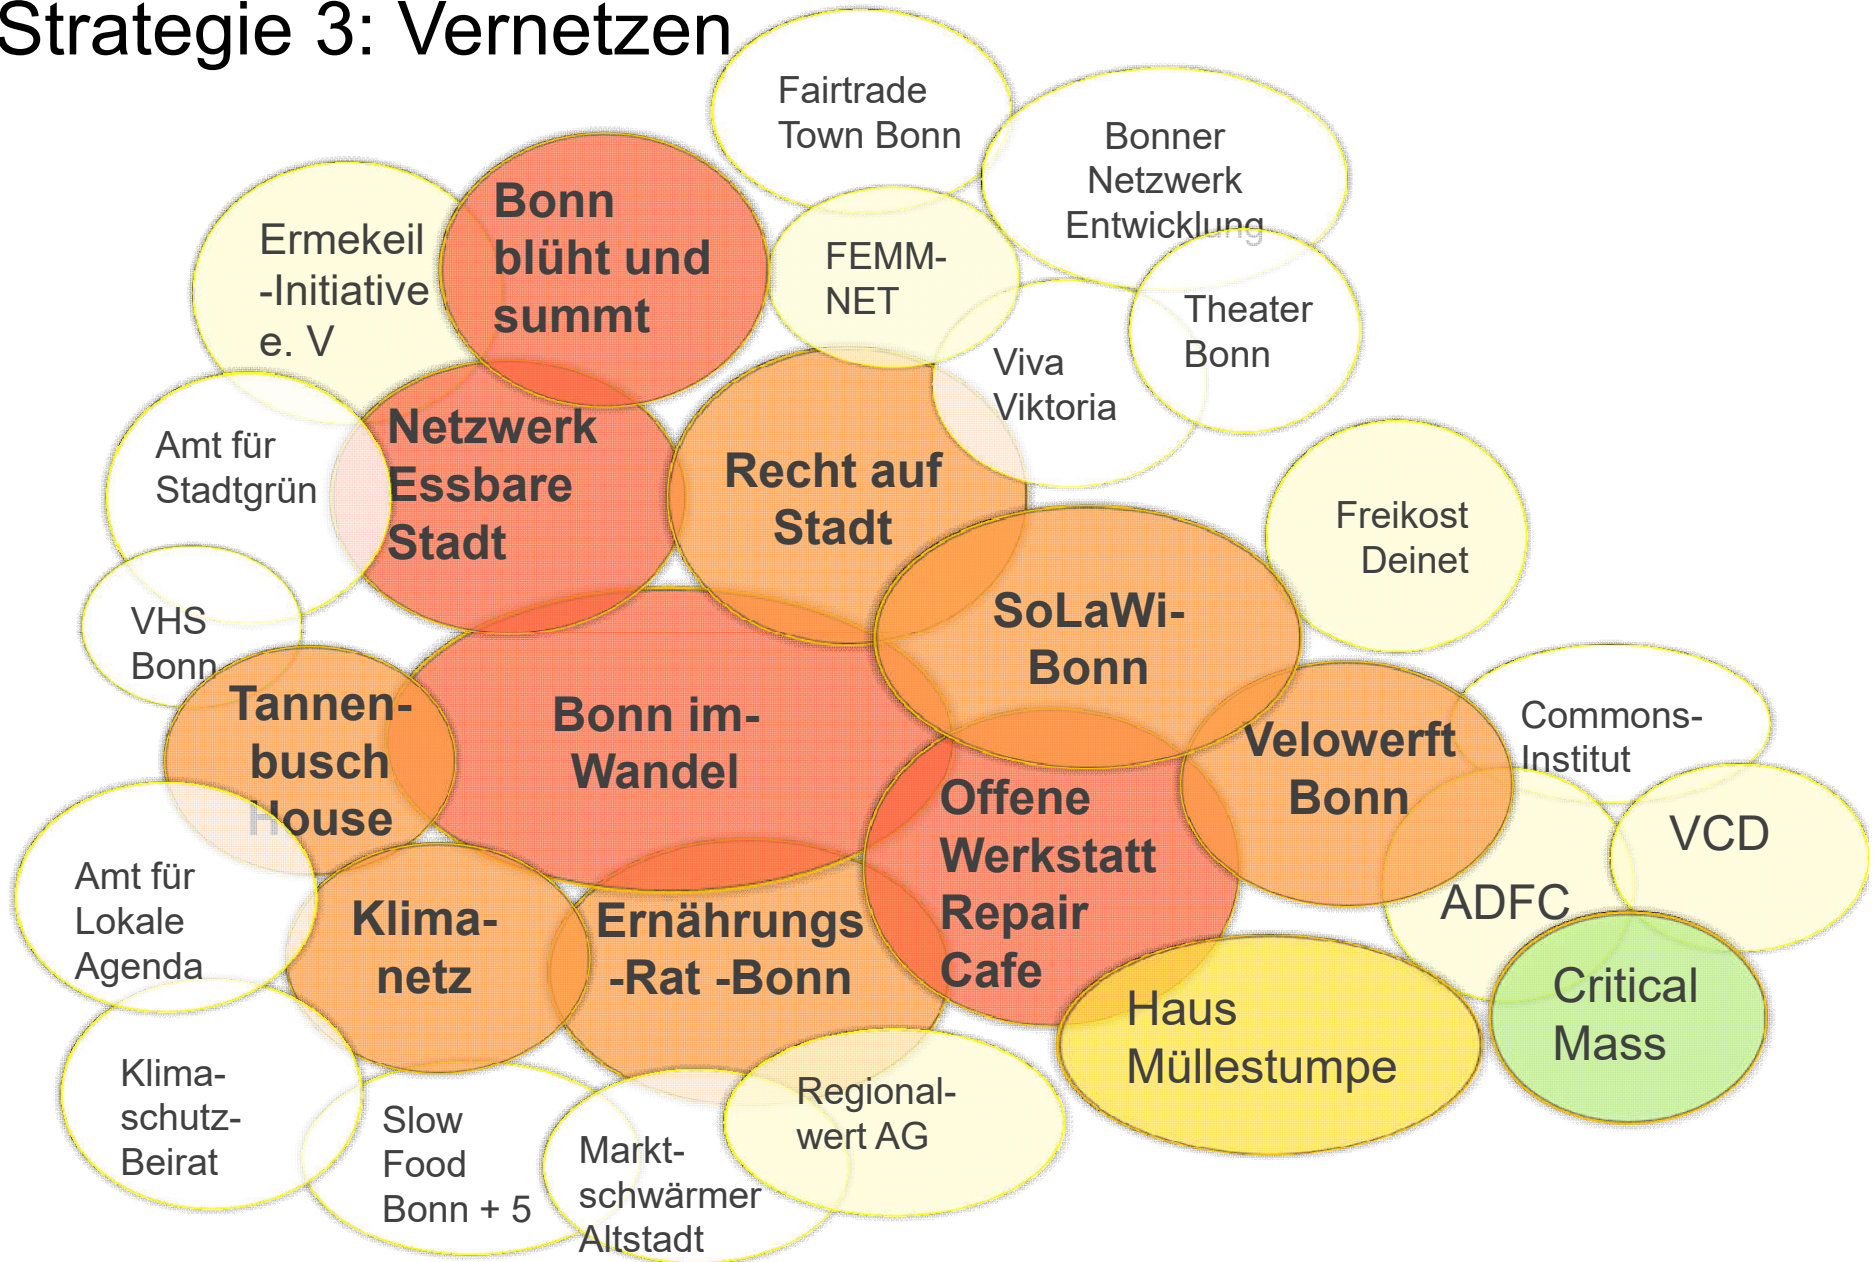 Strategie 3: Vernetzen
Fairtrade
Town Bonn
Bonner
Netzwerk
Entwicklung
Bonn
blüht und
summt
Ermekeil
-Initiative
e. V
FEMM-
NET
Theater
Bonn
Viva
Viktoria
Amt für
Stadtgrün
Netzwerk
Essbare
Stadt
Recht auf
Stadt
Freikost
Deinet
SoLaWi-
Bonn
VHS
Bonn
Tannen-
busch
House
Bonn im-
Wandel
Velowerft
Bonn
Commons-
Institut
Offene
Werkstatt
Repair
Cafe
VCD
ADFC
Amt für
Lokale
Agenda
Klima-
netz
Ernährungs
-Rat -Bonn
Haus
Müllestumpe
Critical
Mass
Klima-
schutz-
Beirat
Slow
Food
Bonn + 5
Markt-
schwärmer
Altstadt
Regional-
wert AG